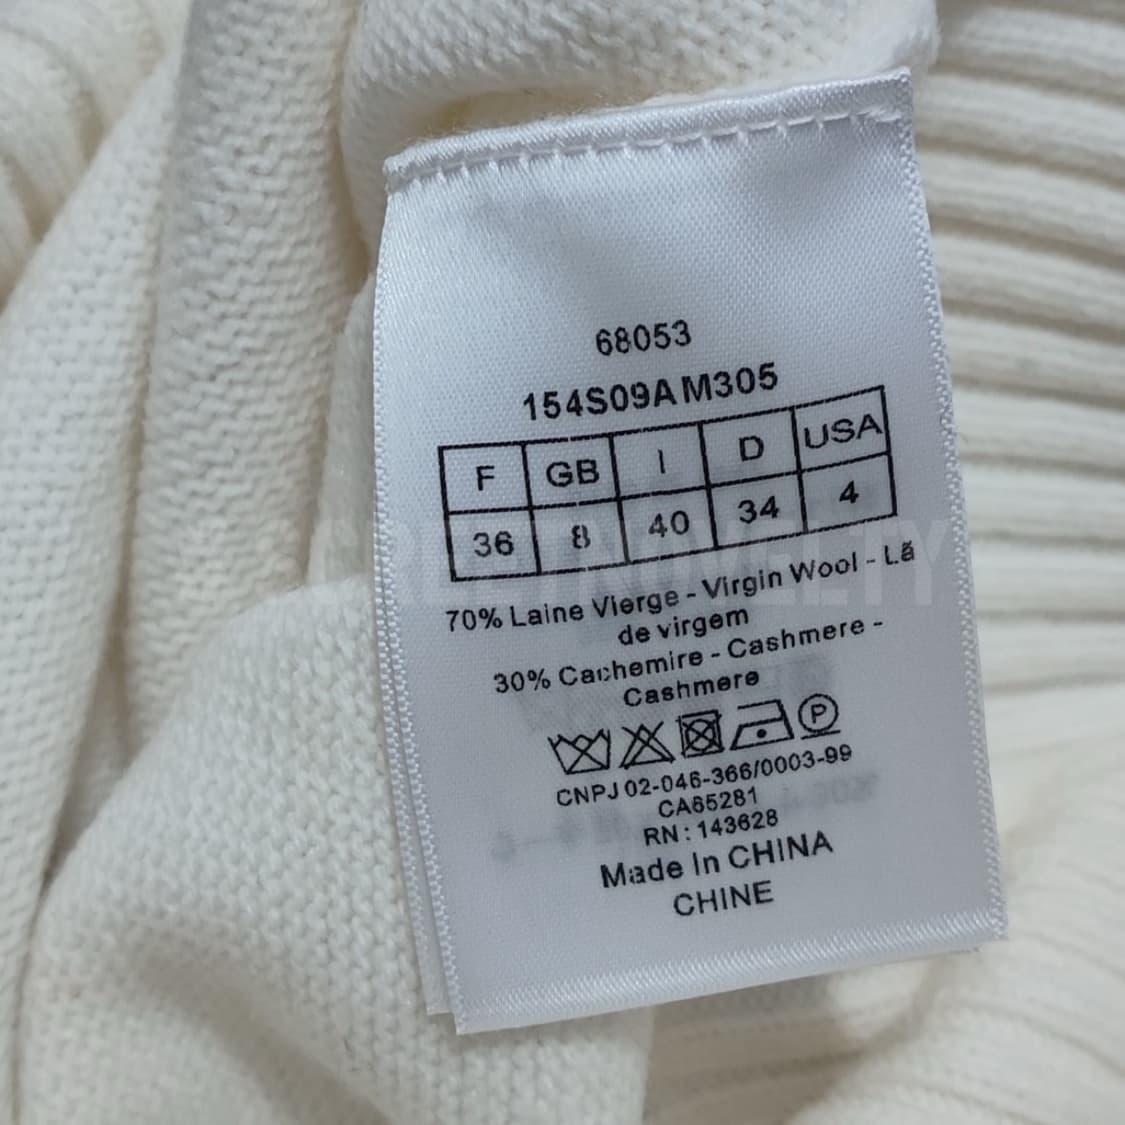 68053
154S09AM305
F GB I D USA
36 8 40 34 4
70% Laine Vierge - Virgin Wool - Lã
de virgem
30% Cachemire - Cashmere -
Cashmere
P
CNPJ 02-046-366/0003-99
CA65281
RN : 143628
Made In CHINA
CHINE